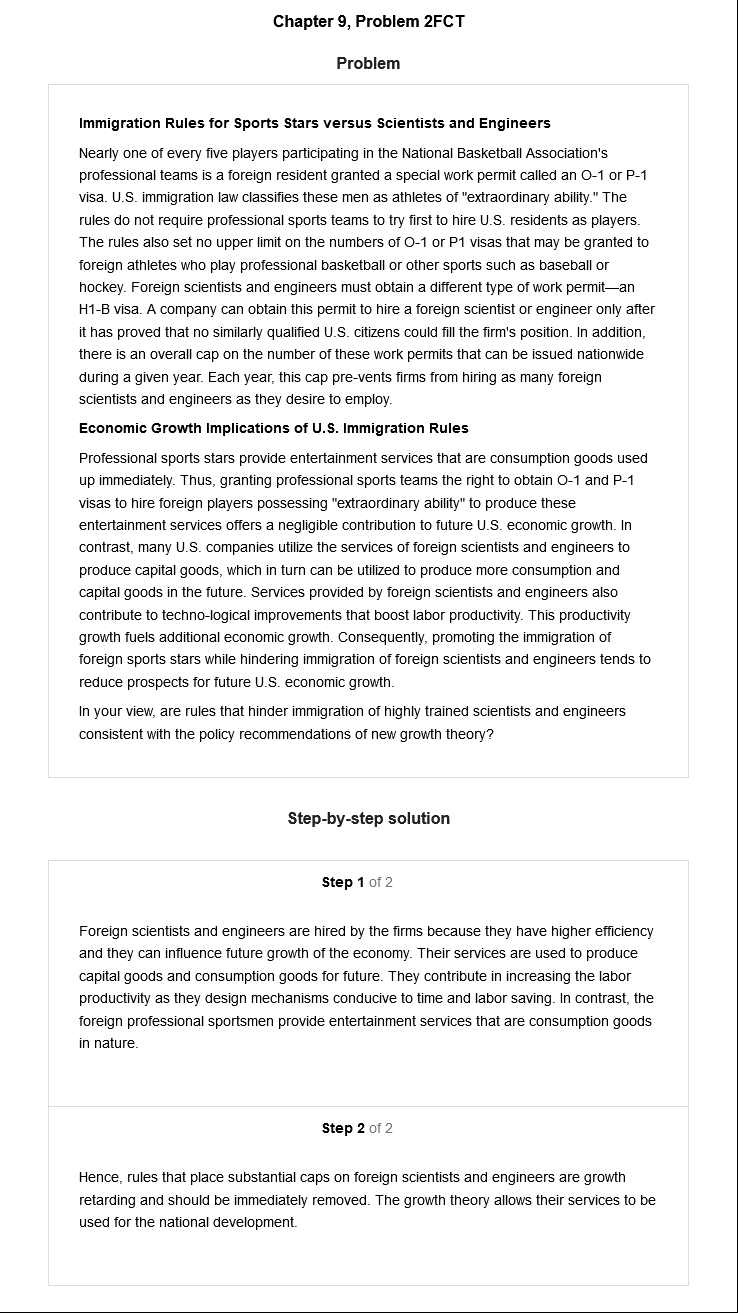 Chapter 9, Problem 2FCT
Problem
Immigration Rules for Sports Stars versus Scientists and Engineers
Nearly one of every five players participating in the National Basketball Association's
professional teams is a foreign resident granted a special work permit called an O-1 or P-1
visa. U.S. immigration law classifies these men as athletes of "extraordinary ability." The
rules do not require professional sports teams to try first to hire U.S. residents as players.
The rules also set no upper limit on the numbers of O-1 or P1 visas that may be granted to
foreign athletes who play professional basketball or other sports such as baseball or
hockey. Foreign scientists and engineers must obtain a different type of work permit—an
H1-B visa. A company can obtain this permit to hire a foreign scientist or engineer only after
it has proved that no similarly qualified U.S. citizens could fill the firm's position. In addition,
there is an overall cap on the number of these work permits that can be issued nationwide
during a given year. Each year, this cap pre-vents firms from hiring as many foreign
scientists and engineers as they desire to employ.
Economic Growth Implications of U.S. Immigration Rules
Professional sports stars provide entertainment services that are consumption goods used
up immediately. Thus, granting professional sports teams the right to obtain O-1 and P-1
visas to hire foreign players possessing "extraordinary ability" to produce these
entertainment services offers a negligible contribution to future U.S. economic growth. In
contrast, many U.S. companies utilize the services of foreign scientists and engineers to
produce capital goods, which in turn can be utilized to produce more consumption and
capital goods in the future. Services provided by foreign scientists and engineers also
contribute to techno-logical improvements that boost labor productivity. This productivity
growth fuels additional economic growth. Consequently, promoting the immigration of
foreign sports stars while hindering immigration of foreign scientists and engineers tends to
reduce prospects for future U.S. economic growth.
In your view, are rules that hinder immigration of highly trained scientists and engineers
consistent with the policy recommendations of new growth theory?
Step-by-step solution
Step 1 of 2
Foreign scientists and engineers are hired by the firms because they have higher efficiency
and they can influence future growth of the economy. Their services are used to produce
capital goods and consumption goods for future. They contribute in increasing the labor
productivity as they design mechanisms conducive to time and labor saving. In contrast, the
foreign professional sportsmen provide entertainment services that are consumption goods
in nature.
Step 2 of 2
Hence, rules that place substantial caps on foreign scientists and engineers are growth
retarding and should be immediately removed. The growth theory allows their services to be
used for the national development.